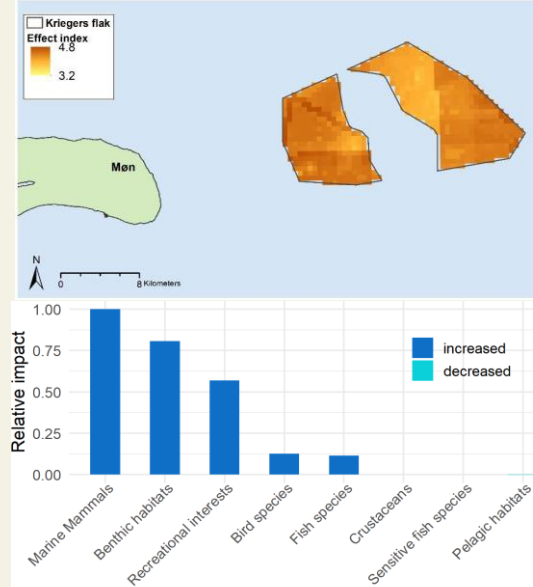 Kriegers flak
Effect index
4.8
3.2
Møn
N
0 8 Kilometers
Relative impact
1.00
0.75
0.50
0.25
0.00
increased
decreased
Marine Mammals
Benthic habitats
Recreational interests
Bird species
Fish species
Crustaceans
Sensitive fish species
Pelagic habitats